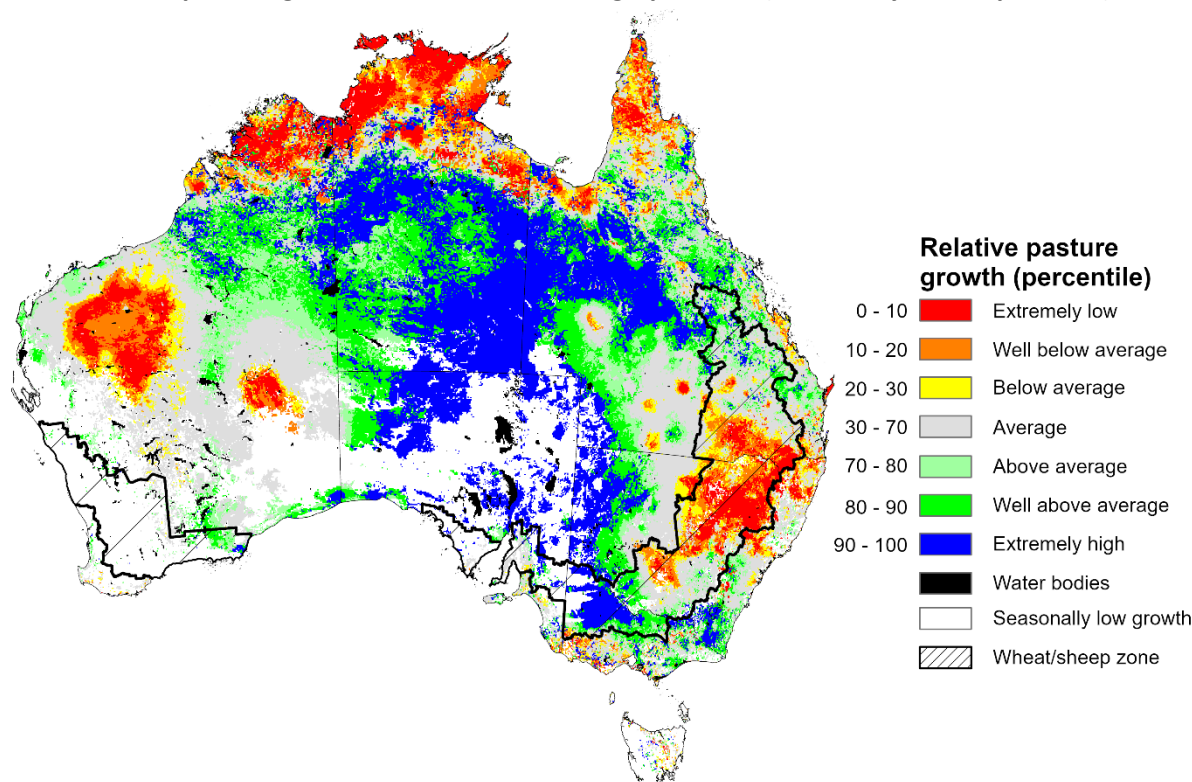 Relative pasture
growth (percentile)
0 - 10 Extremely low
10 - 20 Well below average
20 - 30 Below average
30 - 70 Average
70 - 80 Above average
80 - 90 Well above average
90 - 100 Extremely high
Water bodies
Seasonally low growth
Wheat/sheep zone